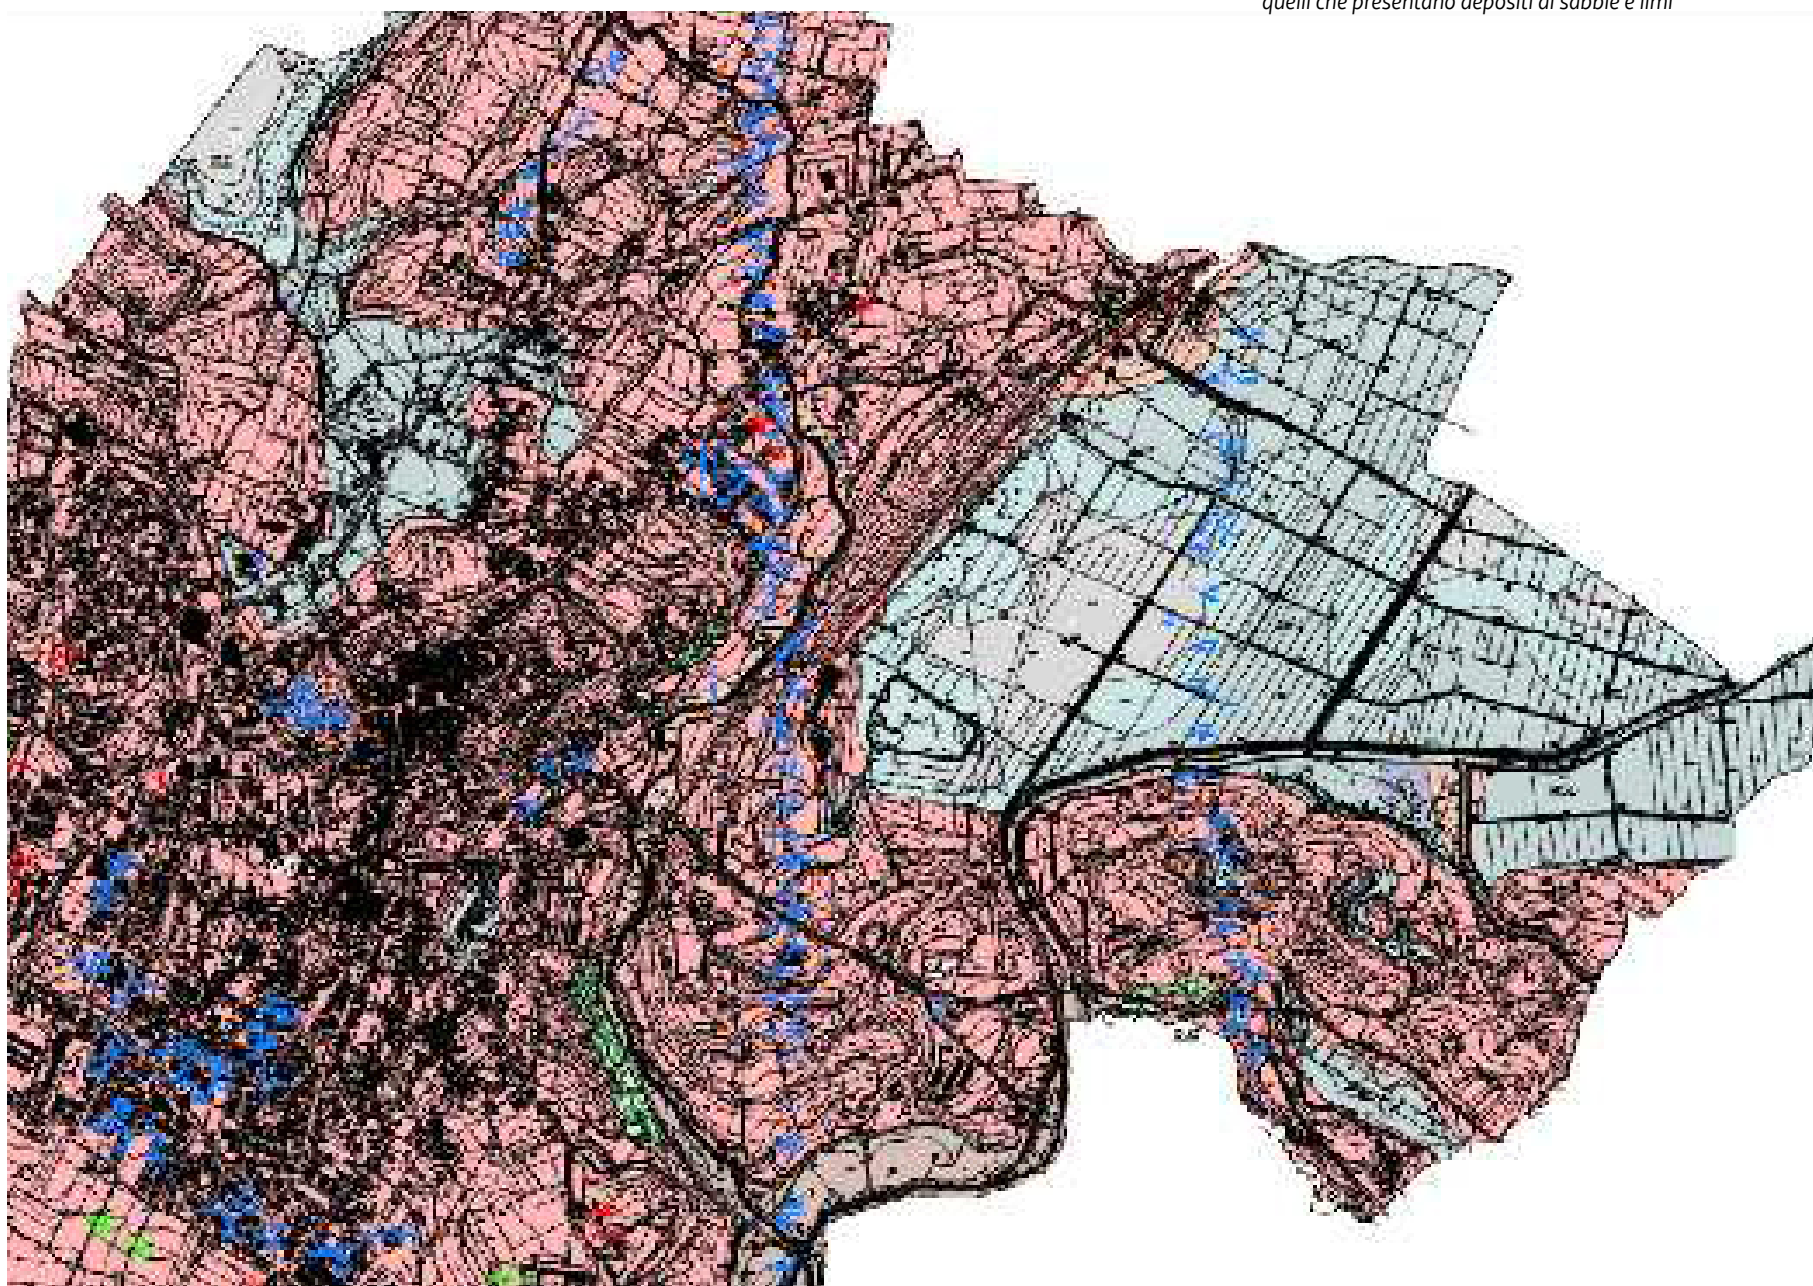 quelli che presentano depositi di sabbie e limi